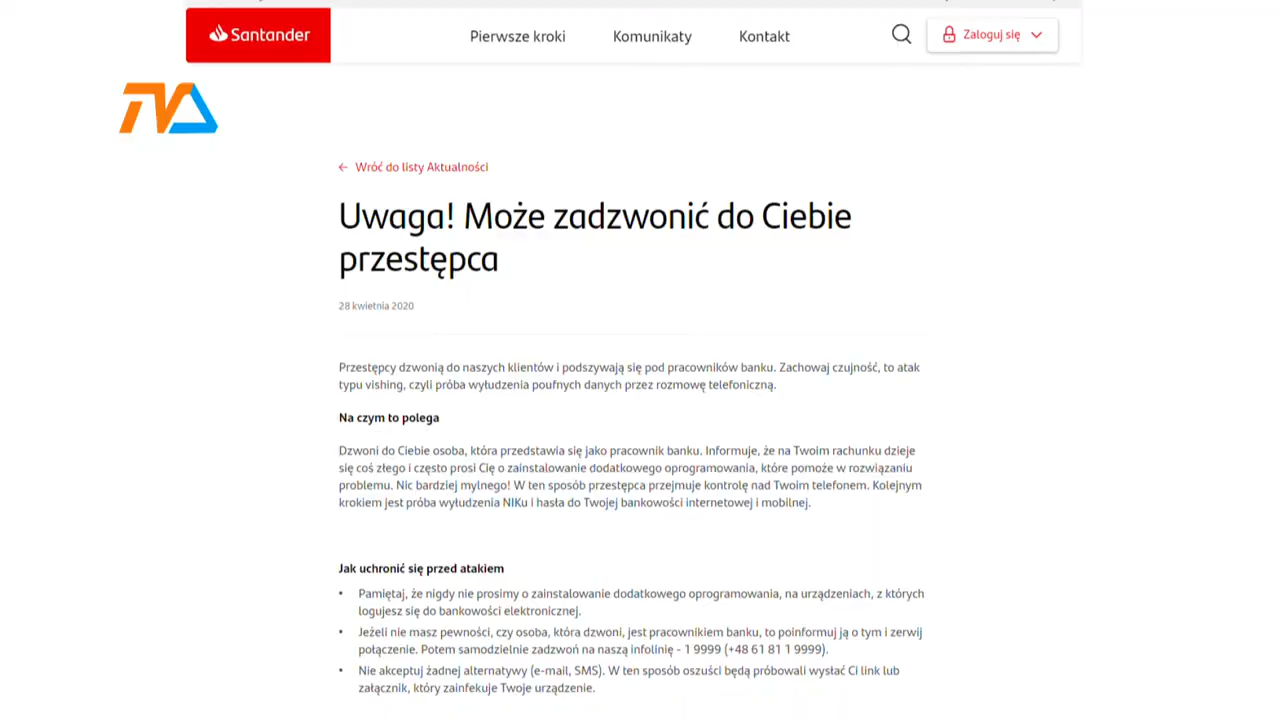 Santander
Pierwsze kroki
Komunikaty
Kontakt
Zaloguj się
TVA
← Wróć do listy Aktualności
Uwaga! Może zadzwonić do Ciebie
przestępca
28 kwietnia 2020
Przestępcy dzwonią do naszych klientów i podszywają się pod pracowników banku. Zachowaj czujność, to atak
typu vishing, czyli próba wyłudzenia poufnych danych przez rozmowę telefoniczną.
Na czym to polega
Dzwoni do Ciebie osoba, która przedstawia się jako pracownik banku. Informuje, że na Twoim rachunku dzieje
się coś złego i często prosi Cię o zainstalowanie dodatkowego oprogramowania, które pomoże w rozwiązaniu
problemu. Nic bardziej mylnego! W ten sposób przestępca przejmuje kontrolę nad Twoim telefonem. Kolejnym
krokiem jest próba wyłudzenia NIKu i hasła do Twojej bankowości internetowej i mobilnej.
Jak uchronić się przed atakiem
• Pamiętaj, że nigdy nie prosimy o zainstalowanie dodatkowego oprogramowania, na urządzeniach, z których
logujesz się do bankowości elektronicznej.
• Jeżeli nie masz pewności, czy osoba, która dzwoni, jest pracownikiem banku, to poinformuj ją o tym i zerwij
połączenie. Potem samodzielnie zadzwoń na naszą infolinię - 1 9999 (+48 61 81 1 9999).
• Nie akceptuj żadnej alternatywy (e-mail, SMS). W ten sposób oszuści będą próbowali wysłać Ci link lub
załącznik, który zainfekuje Twoje urządzenie.